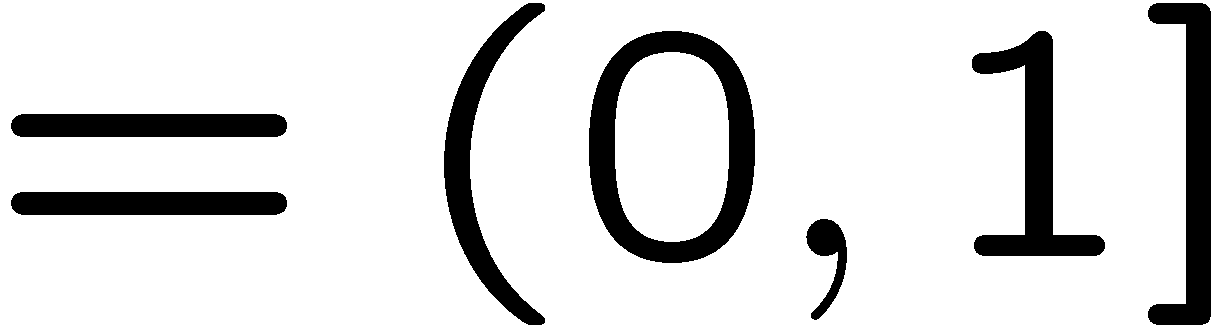 = (0, 1]